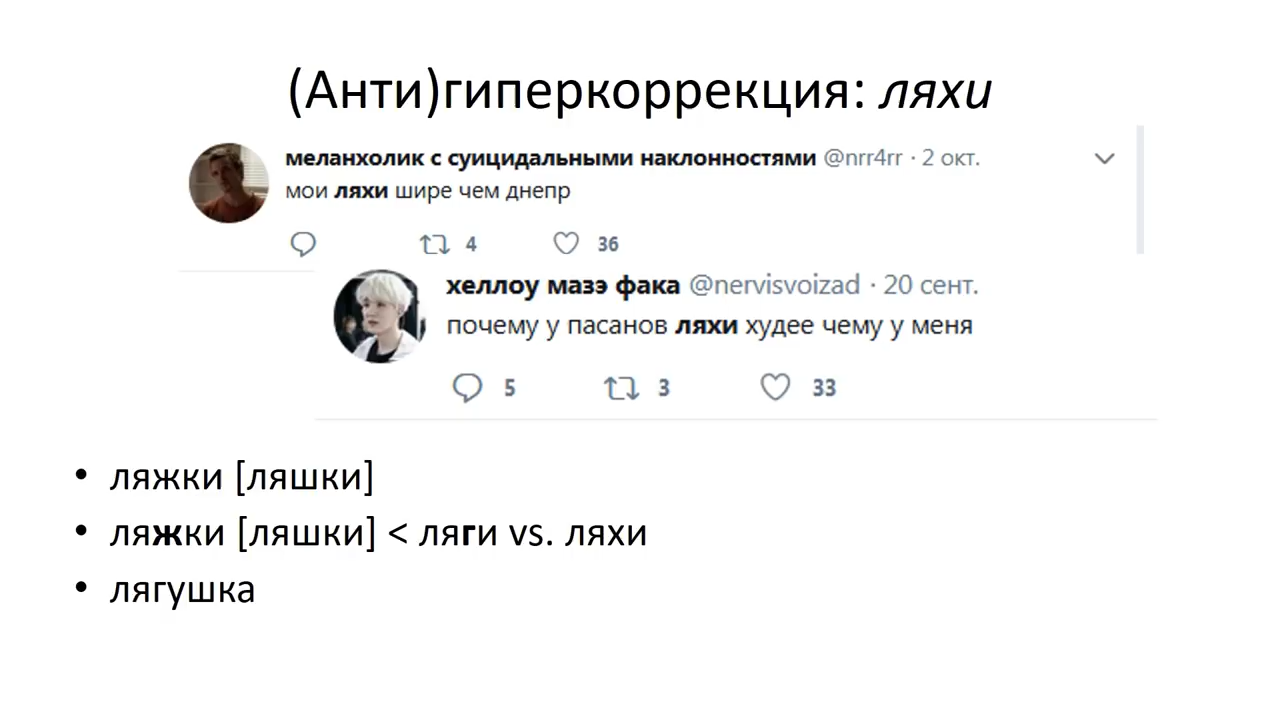 (Анти)гиперкоррекция: ляхи
меланхолик с суицидальными наклонностями @nrr4rr · 2 окт.
мои ляхи шире чем днепр
4 36
хеллоу мазэ фака @nervisvoizad · 20 сент.
почему у пасанов ляхи худее чему у меня
5 3 33
• ляжки [ляшки]
• ляжки [ляшки] < ляги vs. ляхи
• лягушка